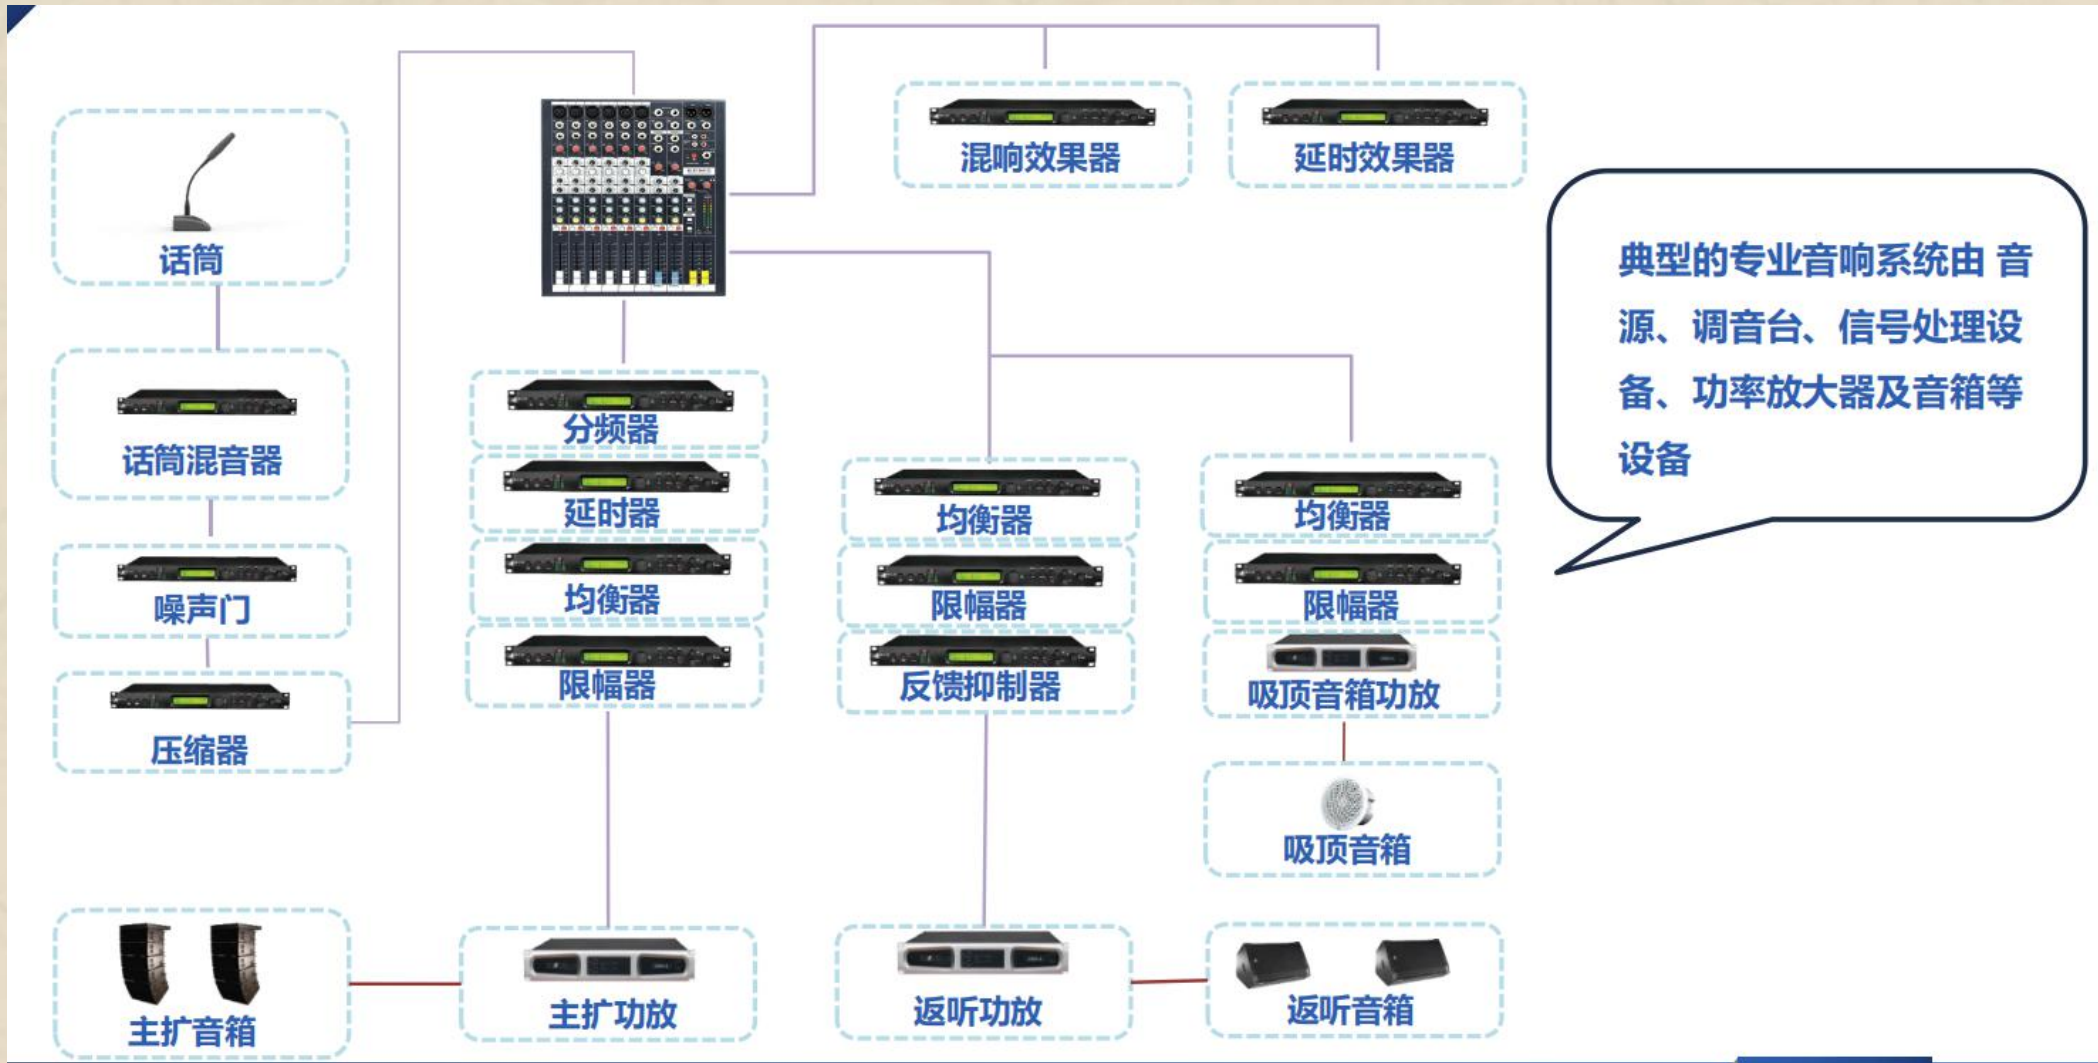 话筒
话筒混音器
噪声门
压缩器
混响效果器
延时效果器
分频器
延时器
均衡器
限幅器
均衡器
限幅器
反馈抑制器
均衡器
限幅器
吸顶音箱功放
吸顶音箱
主扩音箱
主扩功放
返听功放
返听音箱
典型的专业音响系统由 音
源、调音台、信号处理设
备、功率放大器及音箱等
设备